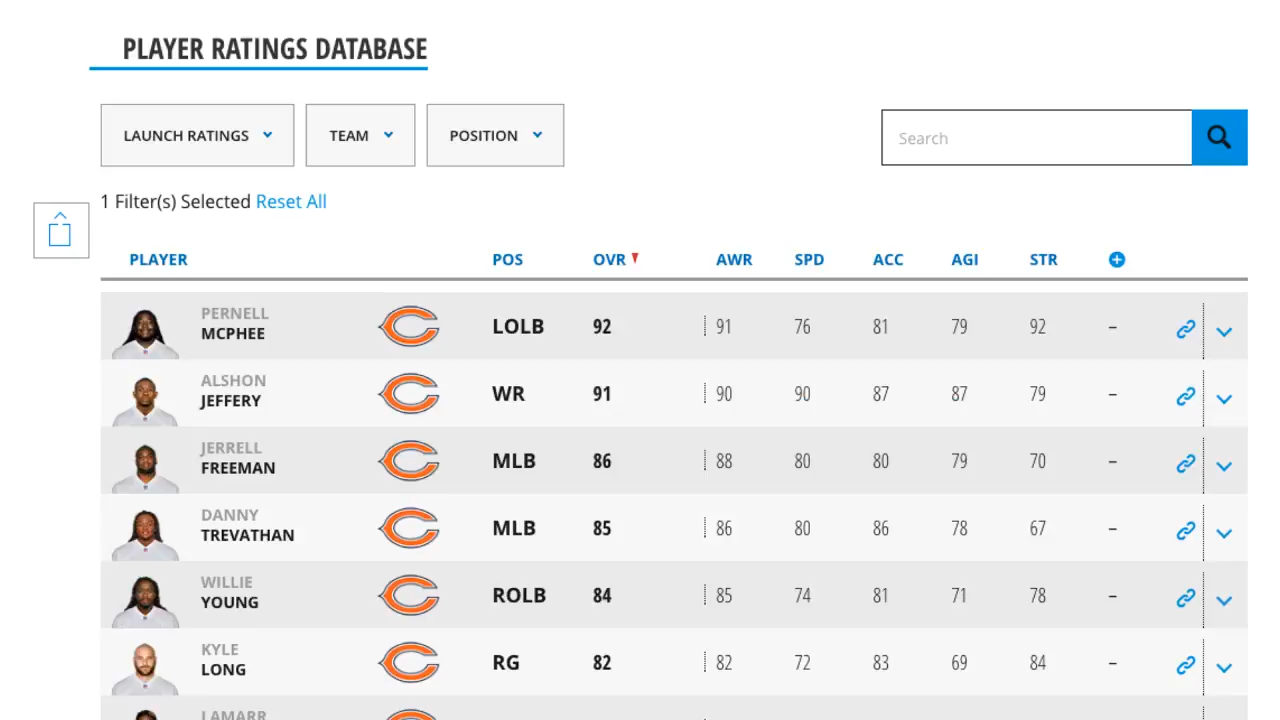 PLAYER RATINGS DATABASE
LAUNCH RATINGS TEAM POSITION Search
1 Filter(s) Selected Reset All
PLAYER POS OVR AWR SPD ACC AGI STR
PERNELL
MCPHEE LOLB 92 91 76 81 79 92 –
ALSHON
JEFFERY WR 91 90 90 87 87 79 –
JERRELL
FREEMAN MLB 86 88 80 80 79 70 –
DANNY
TREVATHAN MLB 85 86 80 86 78 67 –
WILLIE
YOUNG ROLB 84 85 74 81 71 78 –
KYLE
LONG RG 82 82 72 83 69 84 –
LAMARR